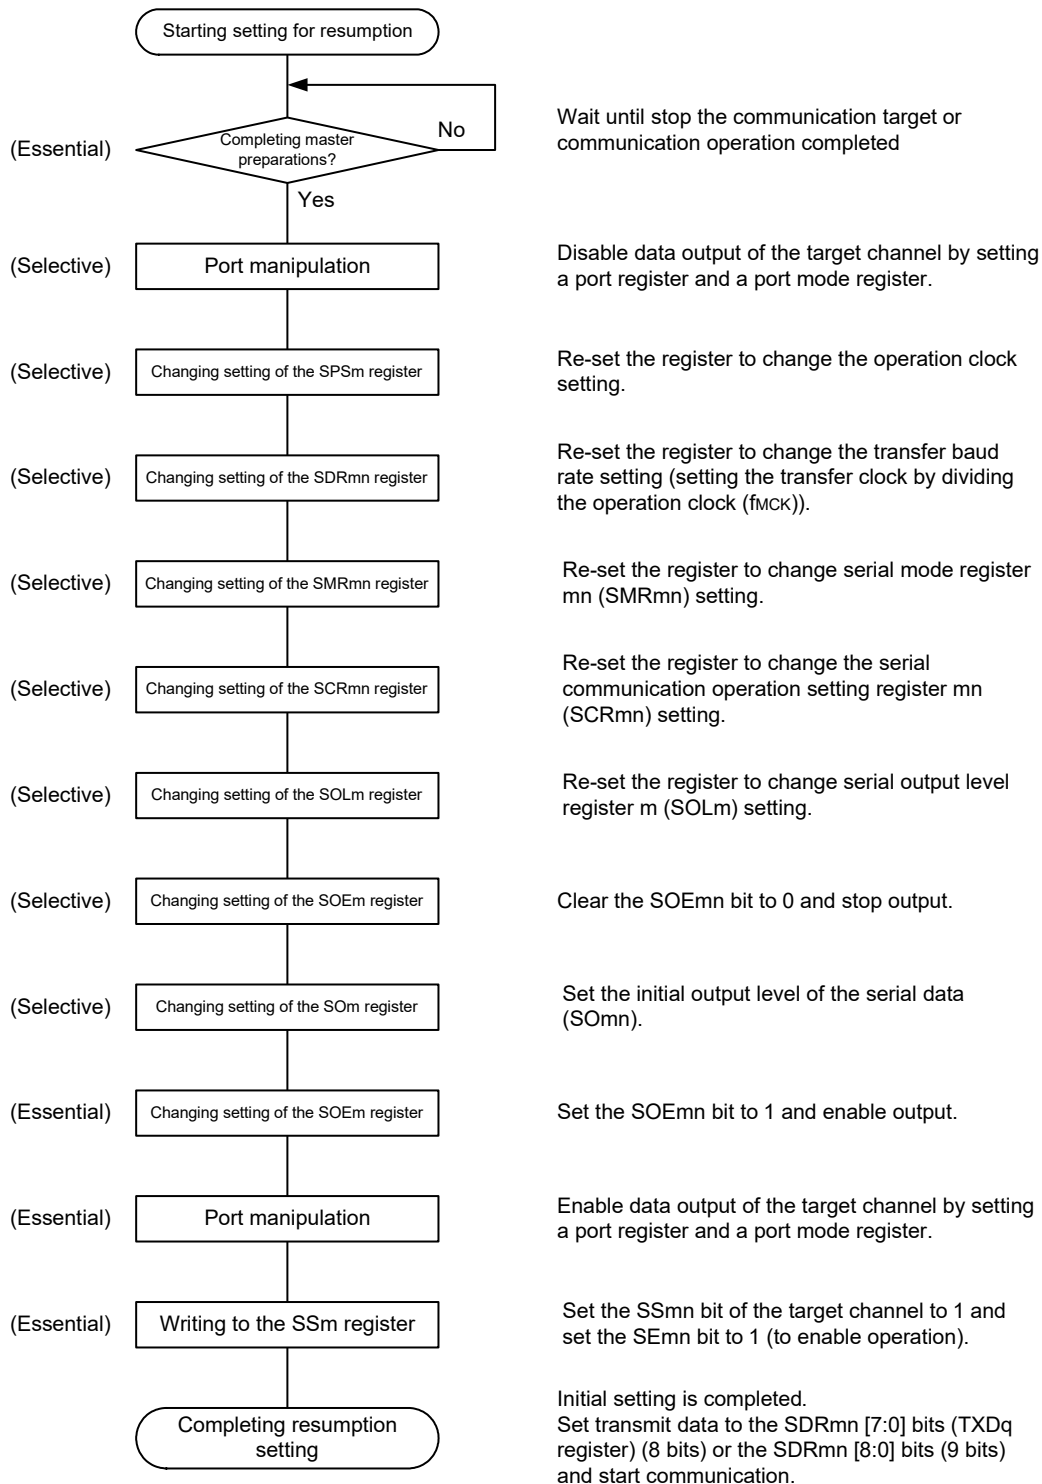 Starting setting for resumption
(Essential)
Completing master
preparations?
No
Yes
Wait until stop the communication target or
communication operation completed
(Selective)
Port manipulation
Disable data output of the target channel by setting
a port register and a port mode register.
(Selective)
Changing setting of the SPSm register
Re-set the register to change the operation clock
setting.
(Selective)
Changing setting of the SDRmn register
Re-set the register to change the transfer baud
rate setting (setting the transfer clock by dividing
the operation clock (fMCK)).
(Selective)
Changing setting of the SMRmn register
Re-set the register to change serial mode register
mn (SMRmn) setting.
(Selective)
Changing setting of the SCRmn register
Re-set the register to change the serial
communication operation setting register mn
(SCRmn) setting.
(Selective)
Changing setting of the SOLm register
Re-set the register to change serial output level
register m (SOLm) setting.
(Selective)
Changing setting of the SOEm register
Clear the SOEmn bit to 0 and stop output.
(Selective)
Changing setting of the SOm register
Set the initial output level of the serial data
(SOmn).
(Essential)
Changing setting of the SOEm register
Set the SOEmn bit to 1 and enable output.
(Essential)
Port manipulation
Enable data output of the target channel by setting
a port register and a port mode register.
(Essential)
Writing to the SSm register
Set the SSmn bit of the target channel to 1 and
set the SEmn bit to 1 (to enable operation).
Completing resumption
setting
Initial setting is completed.
Set transmit data to the SDRmn [7:0] bits (TXDq
register) (8 bits) or the SDRmn [8:0] bits (9 bits)
and start communication.